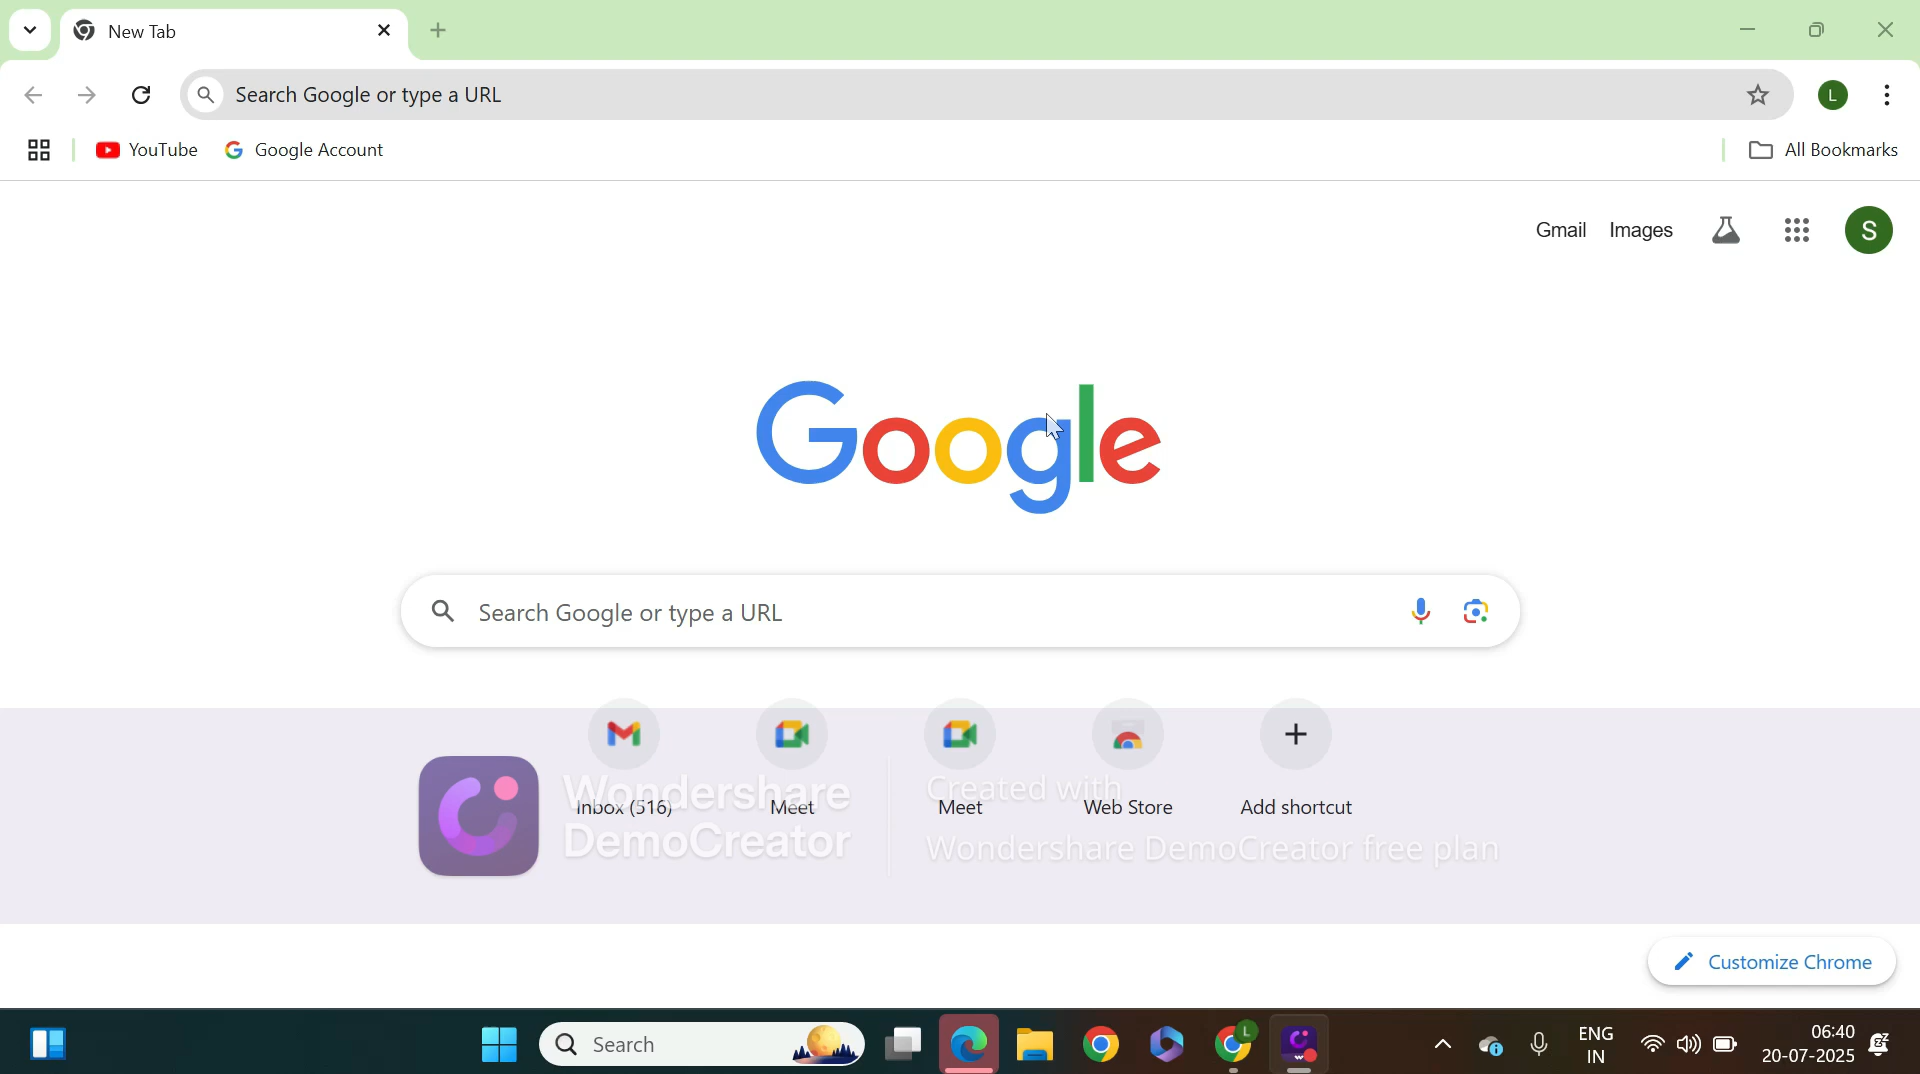 New Tab
Search Google or type a URL
L
YouTube
Google Account
All Bookmarks
Gmail
Images
S
Google
Search Google or type a URL
Inbox (516)
Meet
Meet
Web Store
Add shortcut
Wondershare
DemoCreator
Created with
Wondershare DemoCreator free plan
Customize Chrome
Search
L
ENG
IN
06:40
20-07-2025